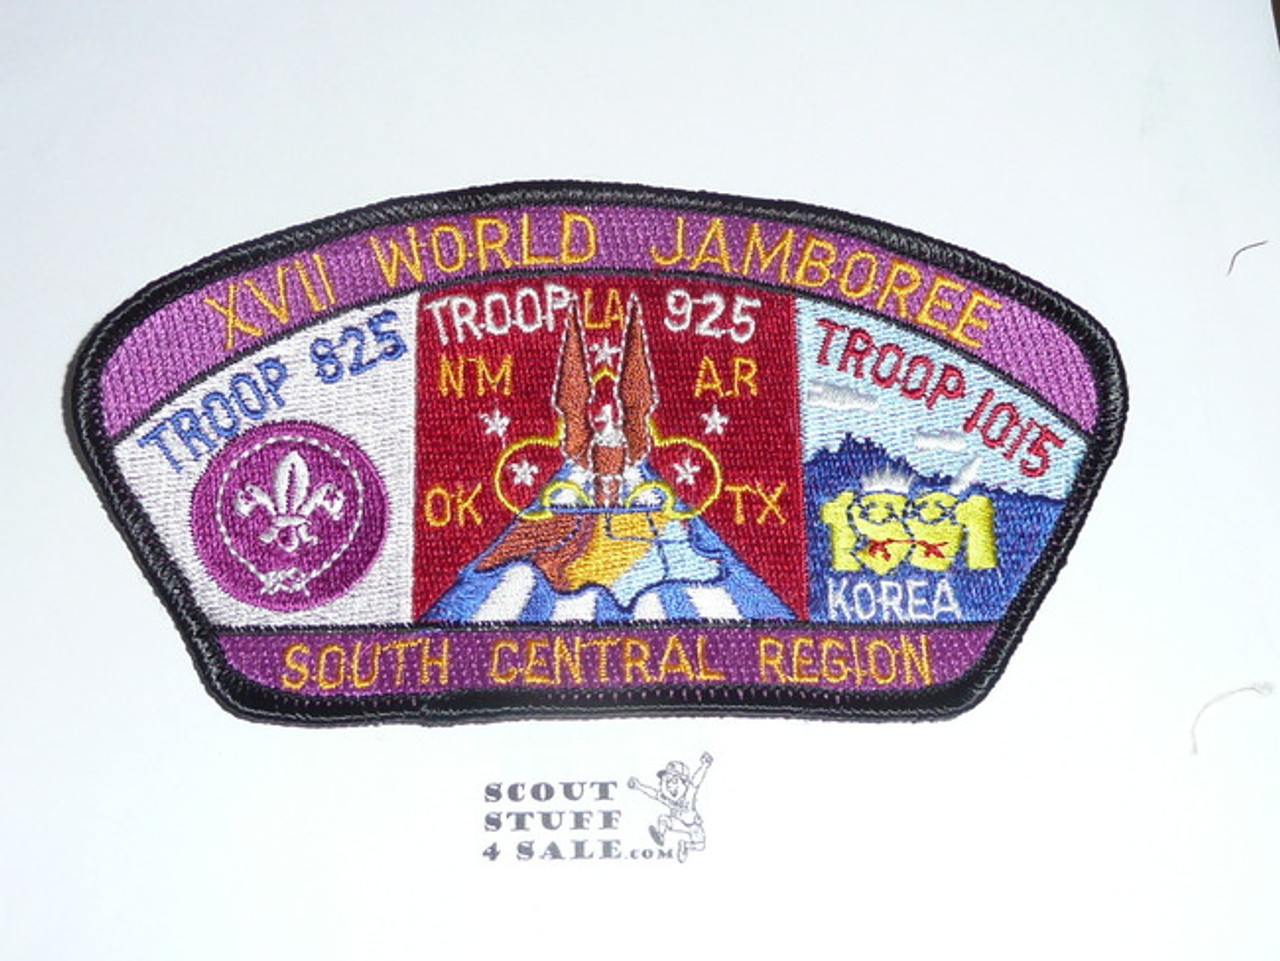 XVII WORLD JAMBOREE
TROOP 825
TROOP LA 925
NM AR
OK TX
TROOP 1015
1991
KOREA
SOUTH CENTRAL REGION
SCOUT
STUFF
4 SALE.COM